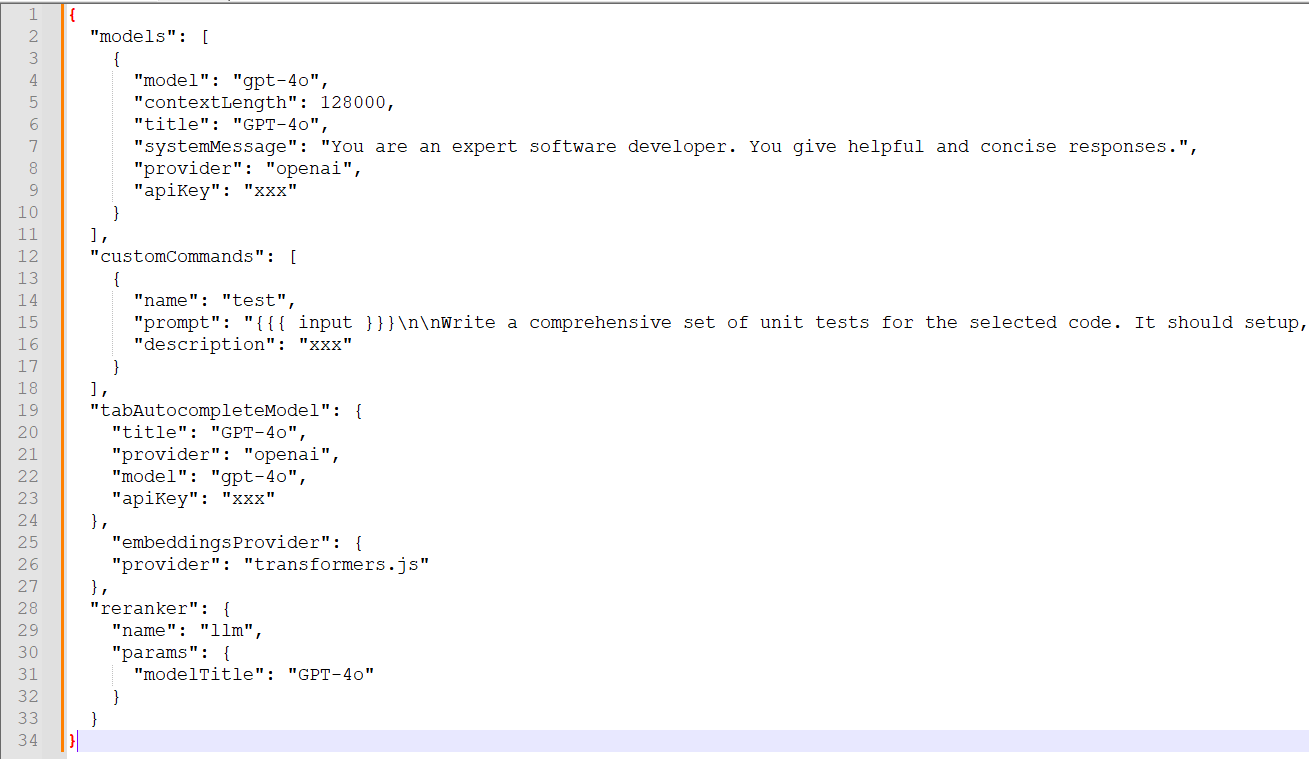 1 {
2   "models": [
3     {
4       "model": "gpt-4o",
5       "contextLength": 128000,
6       "title": "GPT-4o",
7       "systemMessage": "You are an expert software developer. You give helpful and concise responses.",
8       "provider": "openai",
9       "apiKey": "xxx"
10     }
11   ],
12   "customCommands": [
13     {
14       "name": "test",
15       "prompt": "{{{ input }}}\n\nWrite a comprehensive set of unit tests for the selected code. It should setup,
16       "description": "xxx"
17     }
18   ],
19   "tabAutocompleteModel": {
20     "title": "GPT-4o",
21     "provider": "openai",
22     "model": "gpt-4o",
23     "apiKey": "xxx"
24   },
25     "embeddingsProvider": {
26     "provider": "transformers.js"
27   },
28   "reranker": {
29     "name": "llm",
30     "params": {
31       "modelTitle": "GPT-4o"
32     }
33   }
34 }